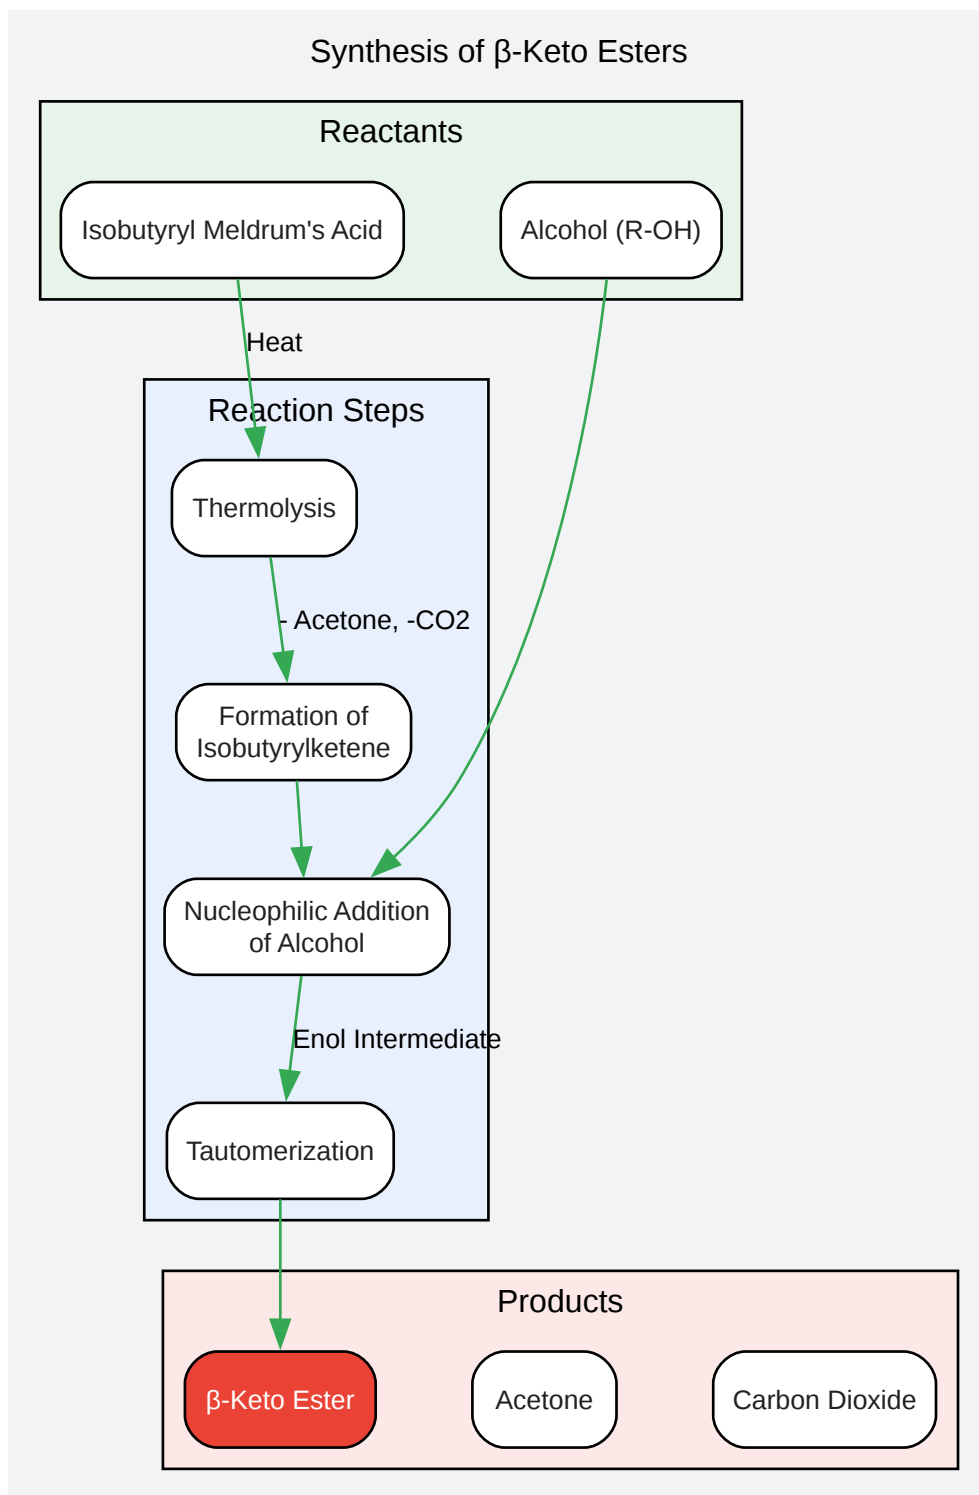 Synthesis of β-Keto Esters
Reactants
Isobutyryl Meldrum's Acid
Alcohol (R-OH)
Heat
Reaction Steps
Thermolysis
- Acetone, -CO2
Formation of
Isobutyrylketene
Nucleophilic Addition
of Alcohol
Enol Intermediate
Tautomerization
Products
β-Keto Ester
Acetone
Carbon Dioxide